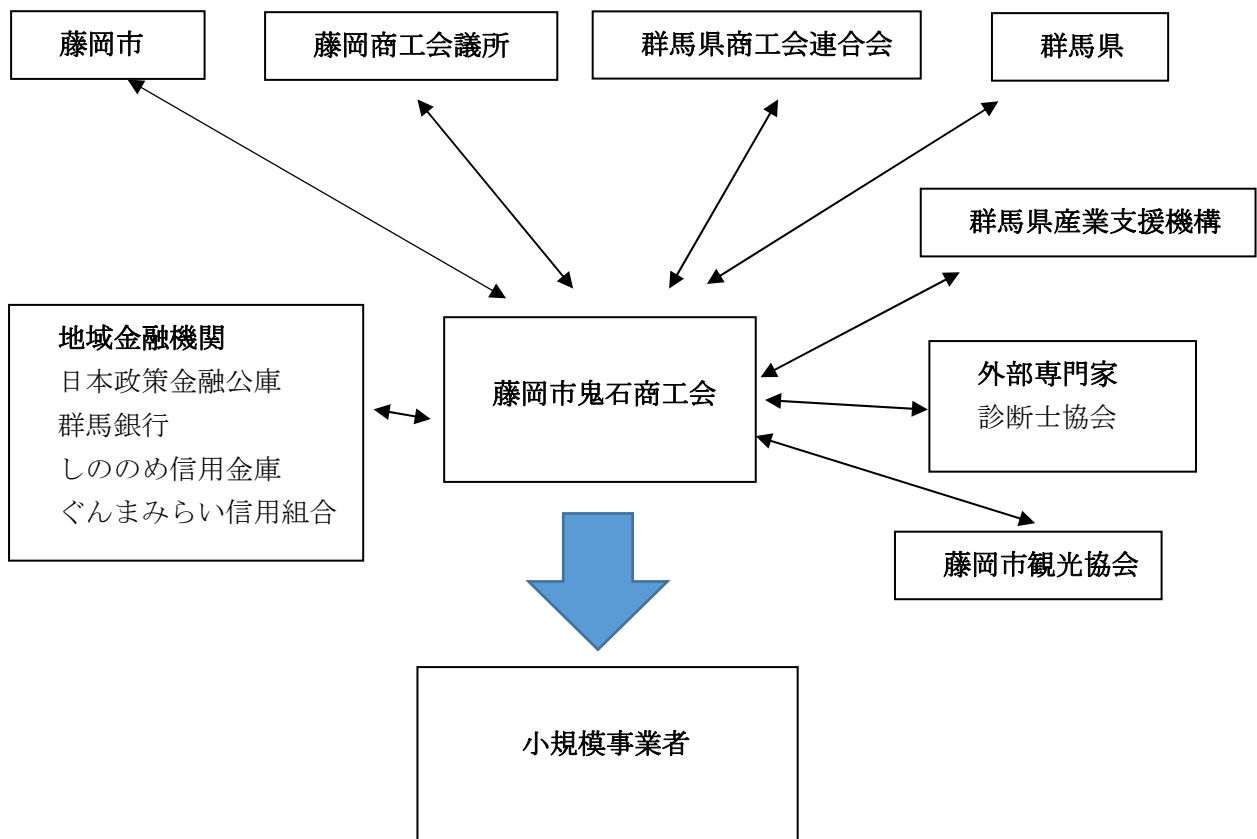 藤岡市
藤岡商工会議所
群馬県商工会連合会
群馬県
群馬県産業支援機構
地域金融機関
日本政策金融公庫
群馬銀行
しののめ信用金庫
ぐんまみらい信用組合
藤岡市鬼石商工会
外部専門家
診断士協会
藤岡市観光協会
小規模事業者